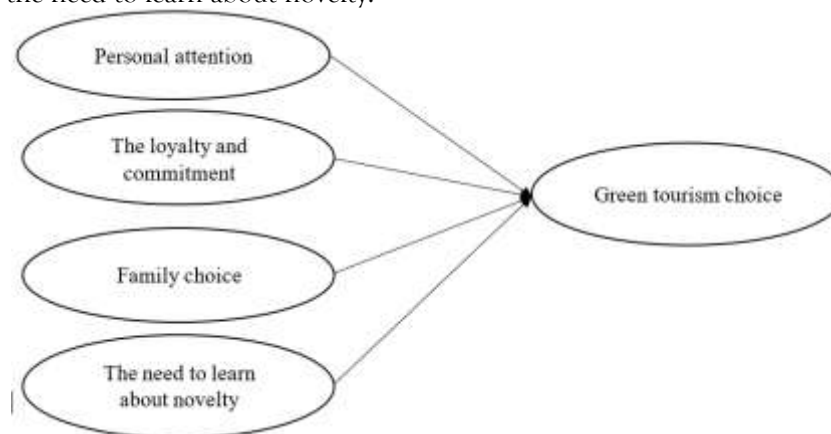 the need to learn about novelty.
Personal attention
The loyalty and
commitment
Green tourism choice
Family choice
The need to learn
about novelty